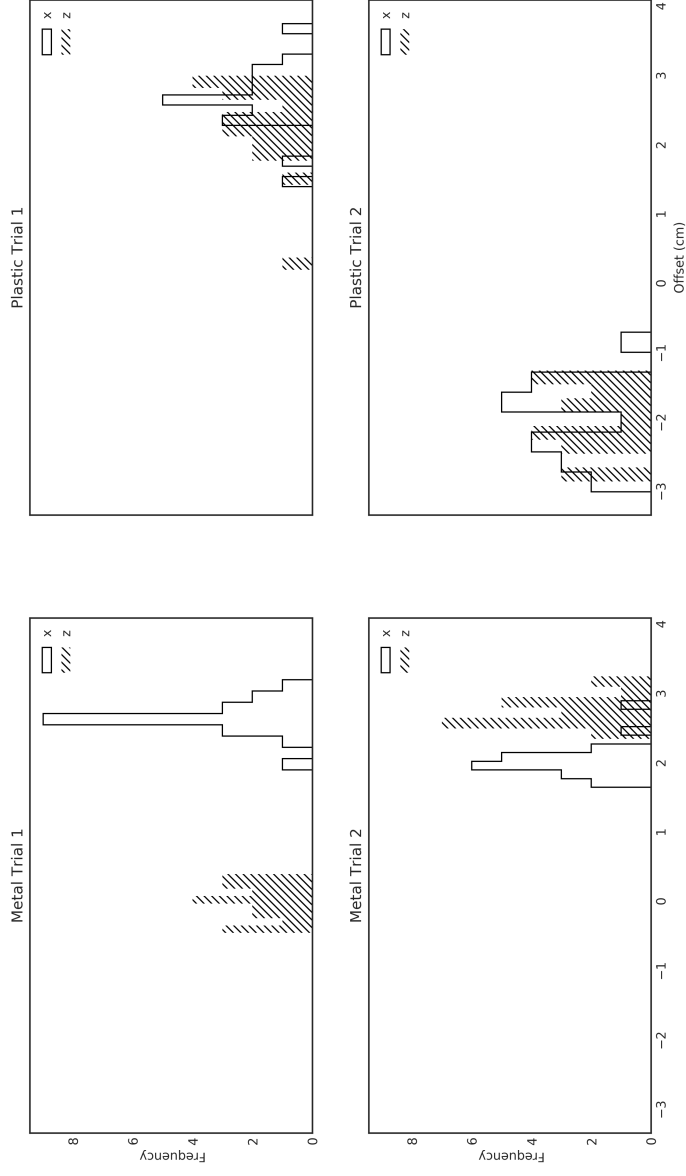 Metal Trial 1
Plastic Trial 1
Frequency
8
6
4
2
0
x
z
x
z
Metal Trial 2
Plastic Trial 2
Frequency
8
6
4
2
0
x
z
x
z
−3
−2
−1
0
1
2
3
4
−3
−2
−1
0
1
2
3
4
Offset (cm)